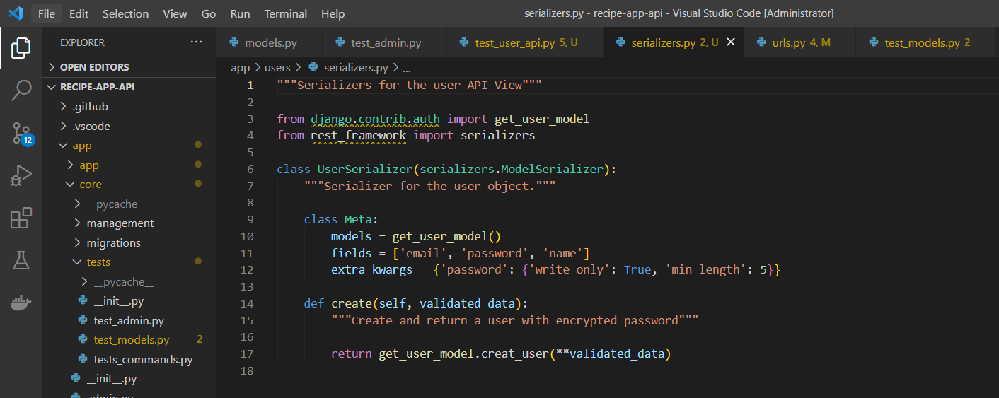 File Edit Selection View Go Run Terminal Help serializers.py - recipe-app-api - Visual Studio Code [Administrator]
EXPLORER ...
models.py test_admin.py test_user_api.py 5, U serializers.py 2, U urls.py 4, M test_models.py 2
OPEN EDITORS
app > users > serializers.py > ...
RECIPE-APP-API
.github
.vscode
app
app
core
__pycache__
management
migrations
tests
__pycache__
__init__.py
test_admin.py
test_models.py 2
tests_commands.py
__init__.py
admin.py
12
1 """Serializers for the user API View"""
2
3 from django.contrib.auth import get_user_model
4 from rest_framework import serializers
5
6 class UserSerializer(serializers.ModelSerializer):
7     """Serializer for the user object."""
8
9     class Meta:
10         models = get_user_model()
11         fields = ['email', 'password', 'name']
12         extra_kwargs = {'password': {'write_only': True, 'min_length': 5}}
13
14     def create(self, validated_data):
15         """Create and return a user with encrypted password"""
16
17         return get_user_model.creat_user(**validated_data)
18